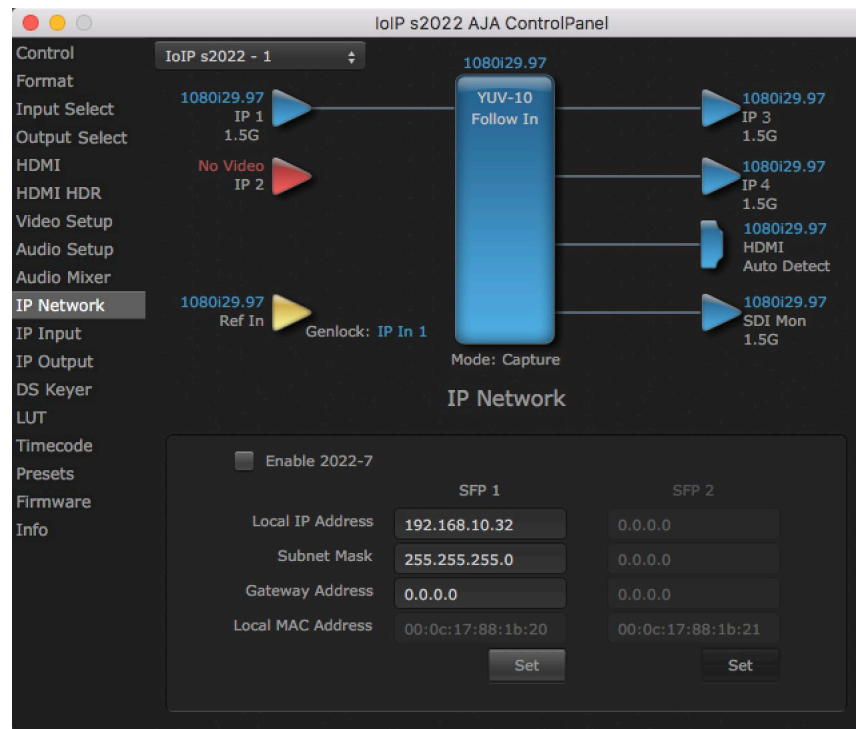 IoIP s2022 AJA ControlPanel
Control
Format
Input Select
Output Select
HDMI
HDMI HDR
Video Setup
Audio Setup
Audio Mixer
IP Network
IP Input
IP Output
DS Keyer
LUT
Timecode
Presets
Firmware
Info
IoIP s2022 - 1
1080i29.97
IP 1
1.5G
No Video
IP 2
1080i29.97
Ref In
Genlock: IP In 1
1080i29.97
YUV-10
Follow In
Mode: Capture
1080i29.97
IP 3
1.5G
1080i29.97
IP 4
1.5G
1080i29.97
HDMI
Auto Detect
1080i29.97
SDI Mon
1.5G
IP Network
Enable 2022-7
SFP 1 SFP 2
Local IP Address 192.168.10.32 0.0.0.0
Subnet Mask 255.255.255.0 0.0.0.0
Gateway Address 0.0.0.0 0.0.0.0
Local MAC Address 00:0c:17:88:1b:20 00:0c:17:88:1b:21
Set Set